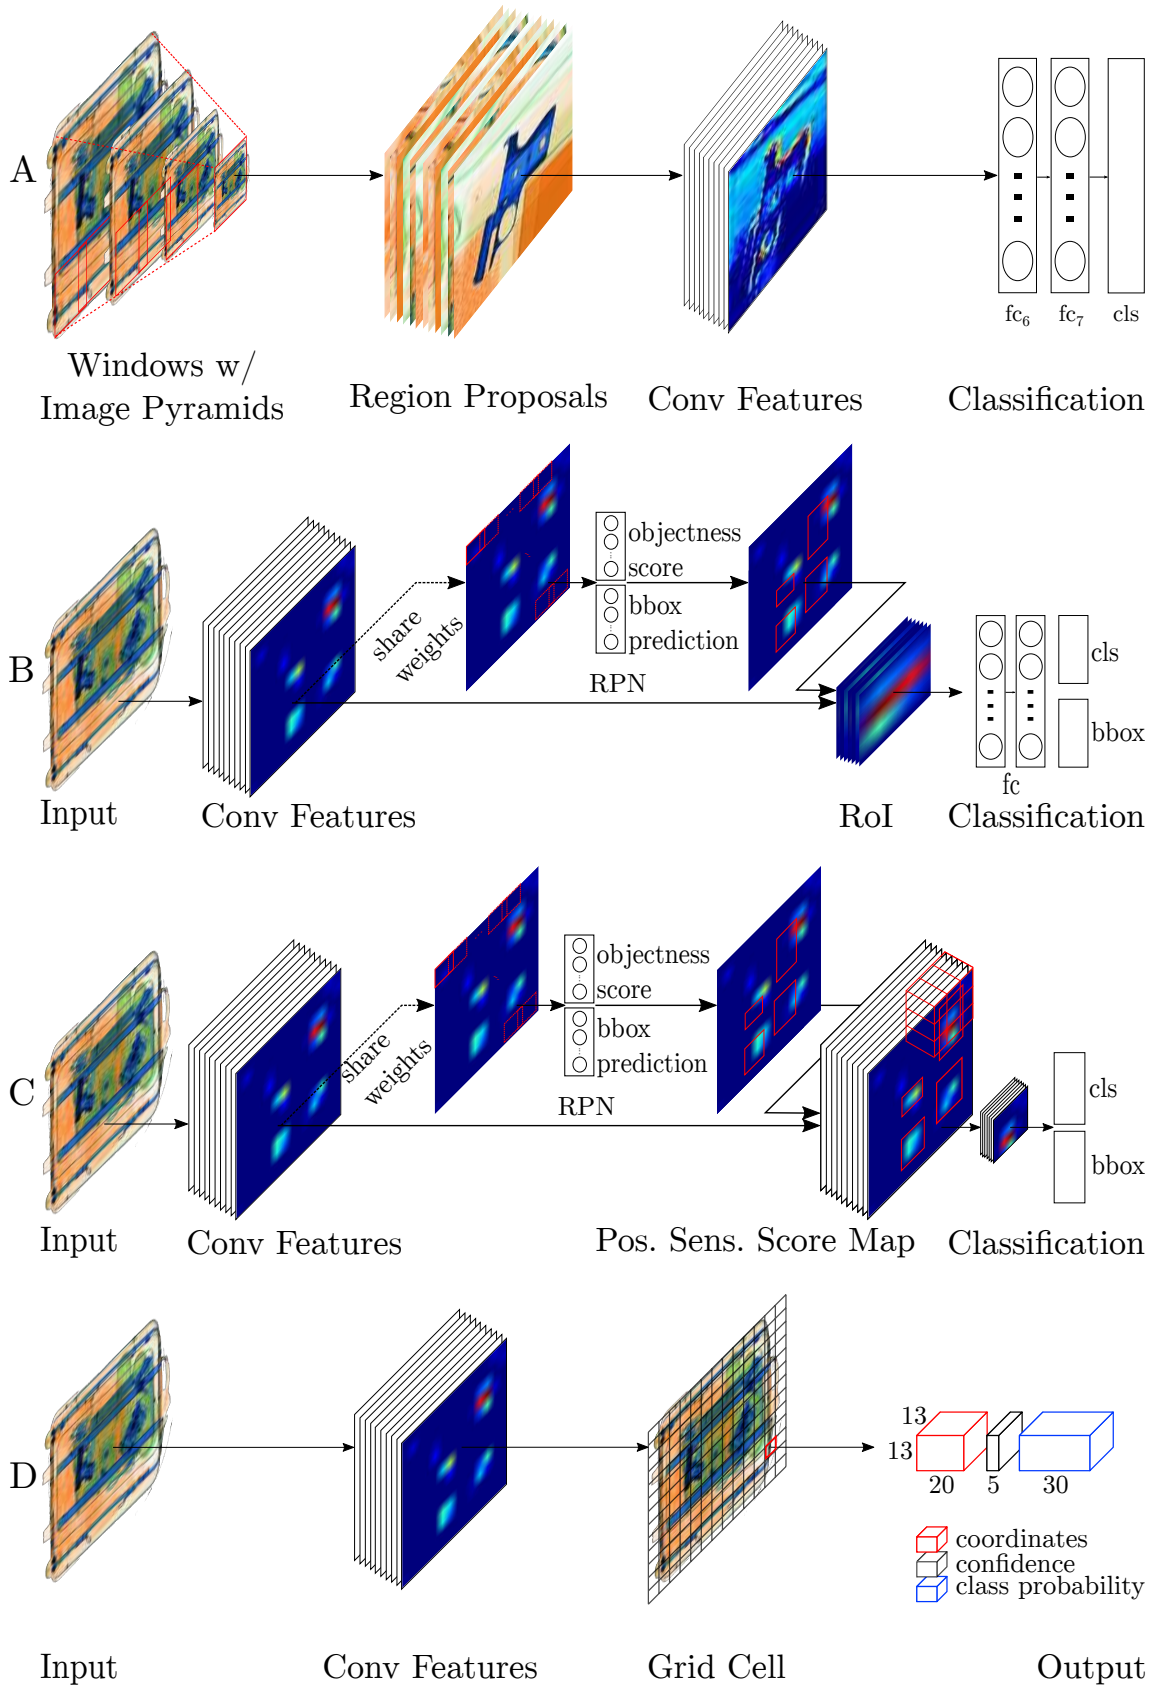 A
fc6
fc7
cls
Windows w/
Image Pyramids
Region Proposals
Conv Features
Classification
B
share
weights
objectness
score
bbox
prediction
RPN
cls
bbox
fc
Input
Conv Features
RoI
Classification
C
share
weights
objectness
score
bbox
prediction
RPN
cls
bbox
Input
Conv Features
Pos. Sens. Score Map
Classification
D
13
13
20
5
30
coordinates
confidence
class probability
Input
Conv Features
Grid Cell
Output